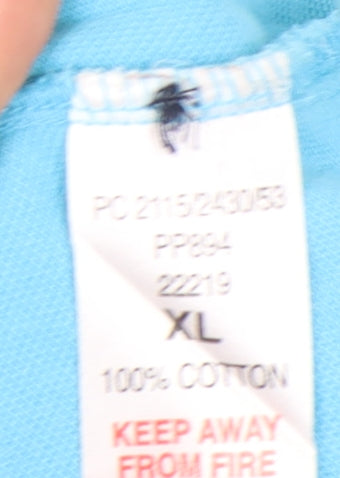 PC 2115/2430/53
PP894
22219
XL
100% COTTON
KEEP AWAY
FROM FIRE